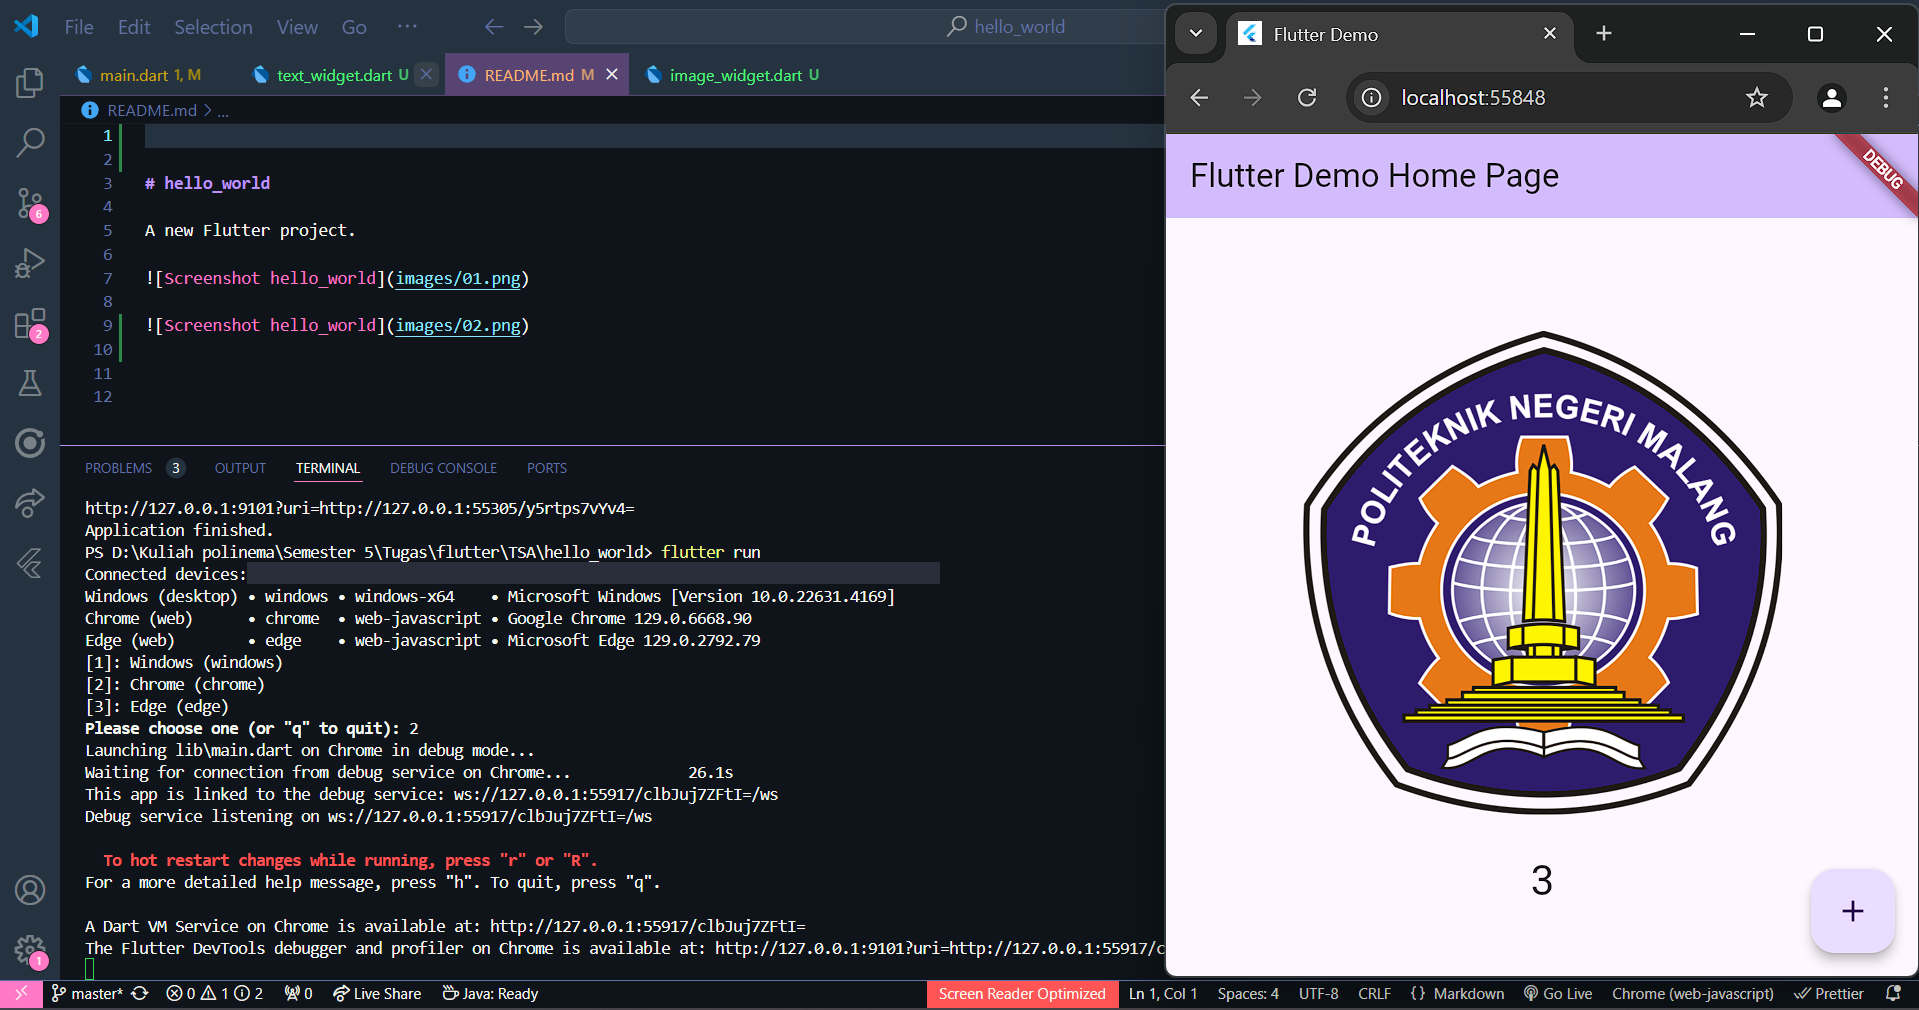 File Edit Selection View Go ...
hello_world
main.dart 1, M
text_widget.dart U
README.md M
image_widget.dart U
README.md > ...
1
2
3 # hello_world
4
5 A new Flutter project.
6
7 ![Screenshot hello_world](images/01.png)
8
9 ![Screenshot hello_world](images/02.png)
10
11
12
6
2
1
PROBLEMS 3 OUTPUT TERMINAL DEBUG CONSOLE PORTS
http://127.0.0.1:9101?uri=http://127.0.0.1:55305/y5rtps7vYv4=
Application finished.
PS D:\Kuliah polinema\Semester 5\Tugas\flutter\TSA\hello_world> flutter run
Connected devices:
Windows (desktop) • windows • windows-x64    • Microsoft Windows [Version 10.0.22631.4169]
Chrome (web)      • chrome  • web-javascript • Google Chrome 129.0.6668.90
Edge (web)        • edge    • web-javascript • Microsoft Edge 129.0.2792.79
[1]: Windows (windows)
[2]: Chrome (chrome)
[3]: Edge (edge)
Please choose one (or "q" to quit): 2
Launching lib\main.dart on Chrome in debug mode...
Waiting for connection from debug service on Chrome...             26.1s
This app is linked to the debug service: ws://127.0.0.1:55917/clbJuj7ZFtI=/ws
Debug service listening on ws://127.0.0.1:55917/clbJuj7ZFtI=/ws
To hot restart changes while running, press "r" or "R".
For a more detailed help message, press "h". To quit, press "q".
A Dart VM Service on Chrome is available at: http://127.0.0.1:55917/clbJuj7ZFtI=
The Flutter DevTools debugger and profiler on Chrome is available at: http://127.0.0.1:9101?uri=http://127.0.0.1:55917/c
master* 0 1 2 0 Live Share Java: Ready Screen Reader Optimized Ln 1, Col 1 Spaces: 4 UTF-8 CRLF {} Markdown Go Live Chrome (web-javascript) Prettier
Flutter Demo
localhost:55848
Flutter Demo Home Page
DEBUG
POLITEKNIK NEGERI MALANG
3
+